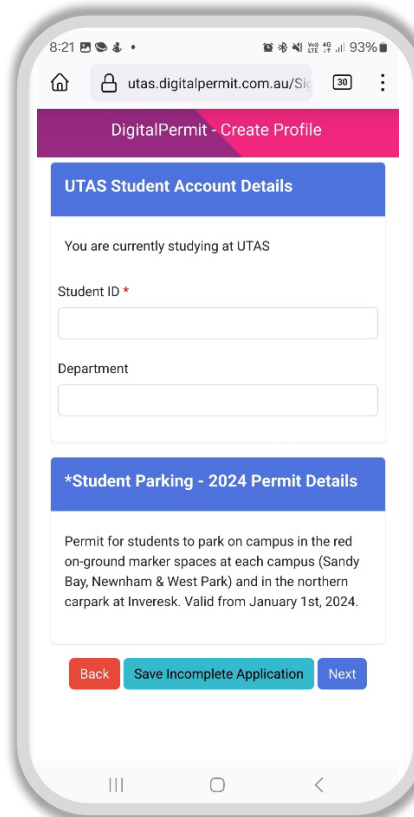 8:21 93%
utas.digitalpermit.com.au/Sig 30
DigitalPermit - Create Profile
UTAS Student Account Details
You are currently studying at UTAS
Student ID *
Department
*Student Parking - 2024 Permit Details
Permit for students to park on campus in the red
on-ground marker spaces at each campus (Sandy
Bay, Newnham & West Park) and in the northern
carpark at Inveresk. Valid from January 1st, 2024.
Back Save Incomplete Application Next